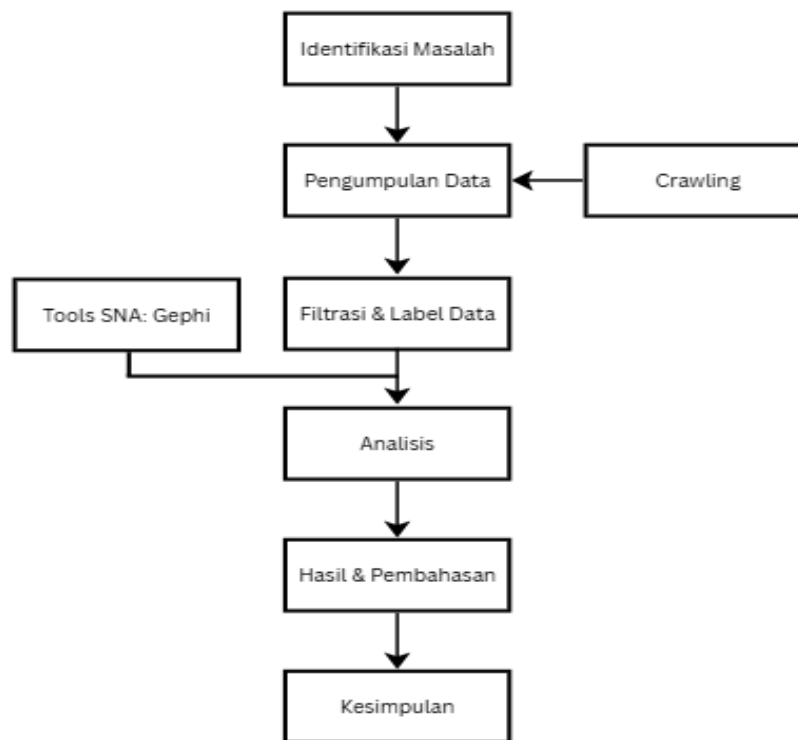 Identifikasi Masalah
Pengumpulan Data
Crawling
Tools SNA: Gephi
Filtrasi & Label Data
Analisis
Hasil & Pembahasan
Kesimpulan